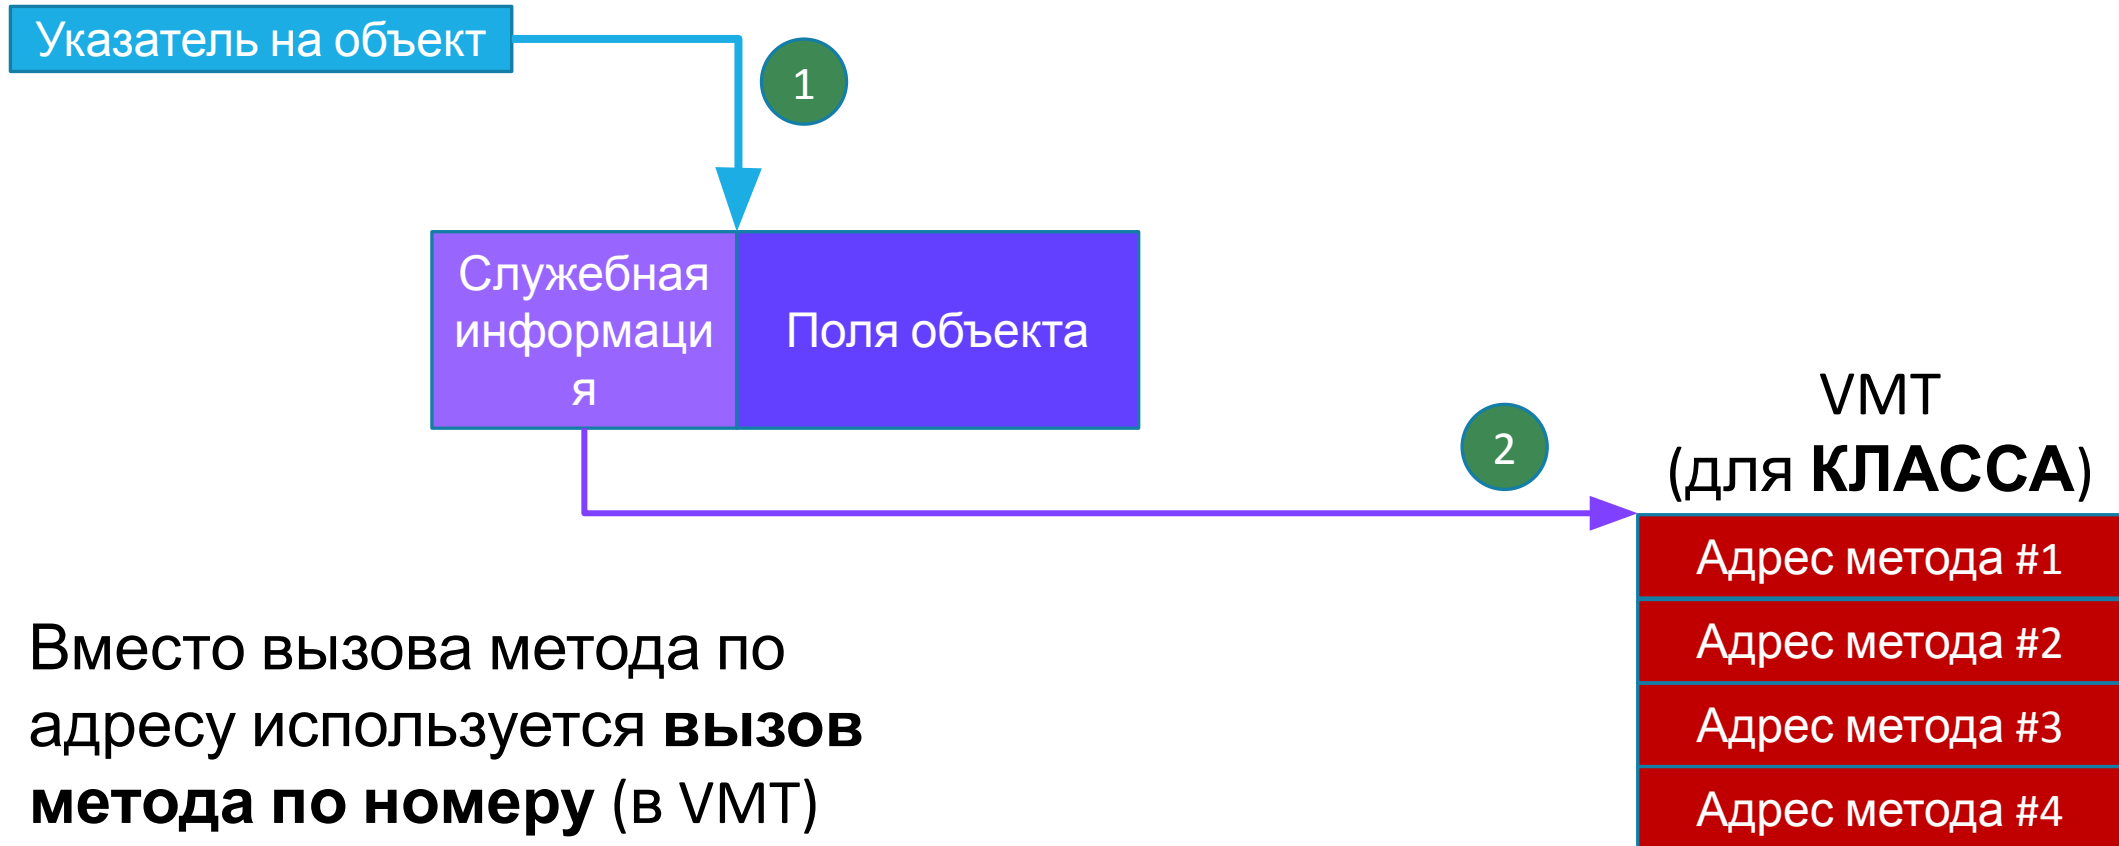 Указатель на объект
1
Служебная
информаци
я
Поля объекта
2
VMT
(для КЛАССА)
Адрес метода #1
Адрес метода #2
Адрес метода #3
Адрес метода #4
Вместо вызова метода по
адресу используется вызов
метода по номеру (в VMT)